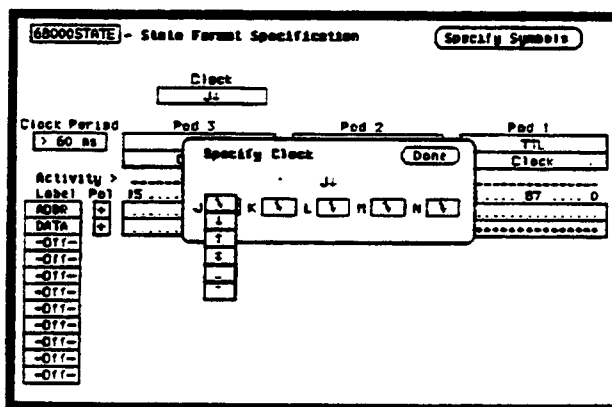 68000STATE - State Format Specification Specify Symbols
Clock
J↓
Clock Period Pod 3 Pod 2 Pod 1
> 60 ns TTL
Specify Clock Done Clock
Activity >
J↓
Label Pol 15 .... 87 .... 0
J K L M N
ADDR +
DATA +
↓
↑
↕
-Off-
-Off-
-Off-
-Off-
-Off-
-Off-
-Off-
-Off-